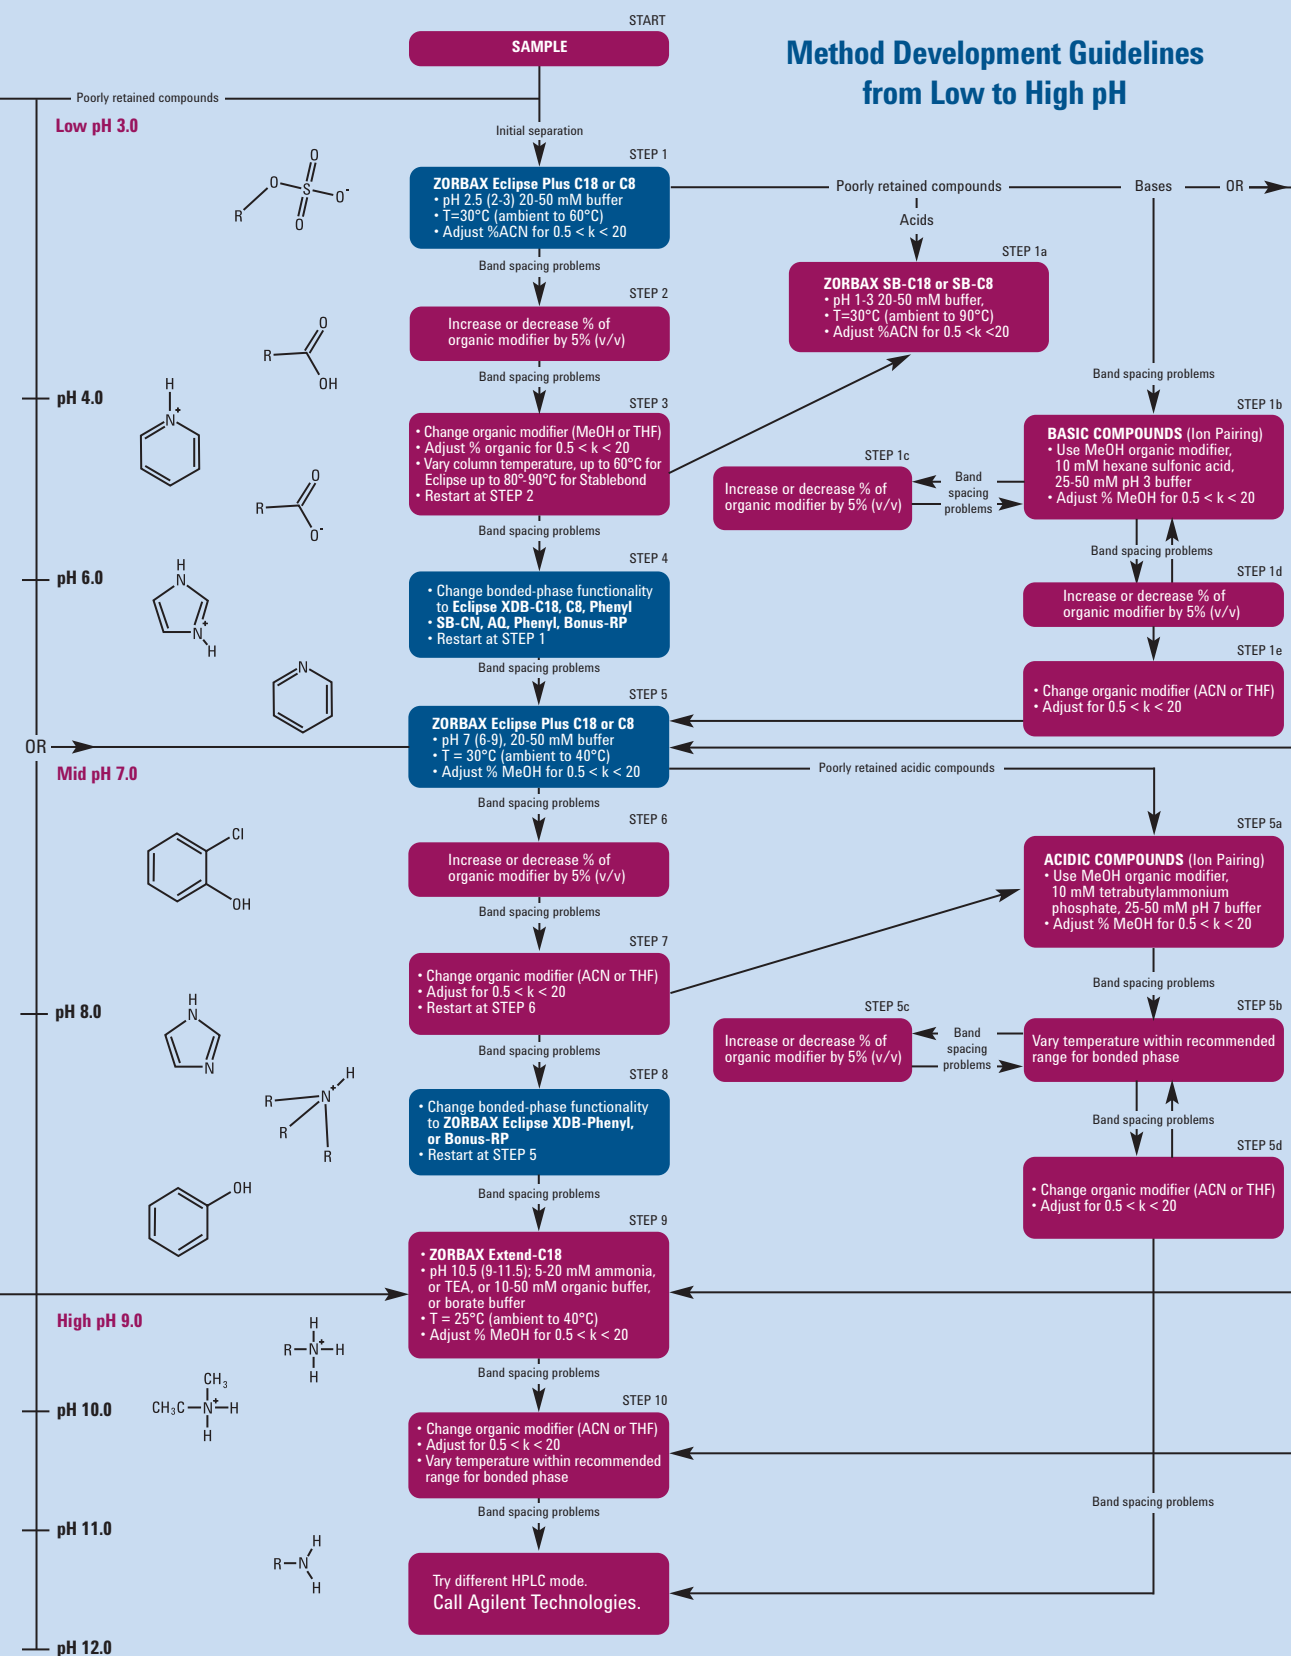 START
SAMPLE
Method Development Guidelines
from Low to High pH
Poorly retained compounds
Low pH 3.0
Initial separation
STEP 1
ZORBAX Eclipse Plus C18 or C8
• pH 2.5 (2-3) 20-50 mM buffer
• T=30°C (ambient to 60°C)
• Adjust %ACN for 0.5 < k < 20
Poorly retained compounds
Bases
OR
Acids
O
O
S
O
O-
R
Band spacing problems
STEP 1a
ZORBAX SB-C18 or SB-C8
• pH 1-3 20-50 mM buffer,
• T=30°C (ambient to 90°C)
• Adjust %ACN for 0.5 <k <20
STEP 2
Increase or decrease % of
organic modifier by 5% (v/v)
O
R
OH
Band spacing problems
Band spacing problems
pH 4.0
H
N+
STEP 3
• Change organic modifier (MeOH or THF)
• Adjust % organic for 0.5 < k < 20
• Vary column temperature, up to 60°C for
Eclipse up to 80°-90°C for Stablebond
• Restart at STEP 2
STEP 1b
BASIC COMPOUNDS (Ion Pairing)
• Use MeOH organic modifier,
10 mM hexane sulfonic acid,
25-50 mM pH 3 buffer
• Adjust % MeOH for 0.5 < k < 20
STEP 1c
Increase or decrease % of
organic modifier by 5% (v/v)
Band
spacing
problems
O
R
O-
Band spacing problems
Band spacing problems
STEP 4
• Change bonded-phase functionality
to Eclipse XDB-C18, C8, Phenyl
• SB-CN, AQ, Phenyl, Bonus-RP
• Restart at STEP 1
STEP 1d
Increase or decrease % of
organic modifier by 5% (v/v)
pH 6.0
H
N
N+
H
Band spacing problems
STEP 1e
• Change organic modifier (ACN or THF)
• Adjust for 0.5 < k < 20
N
STEP 5
ZORBAX Eclipse Plus C18 or C8
• pH 7 (6-9), 20-50 mM buffer
• T = 30°C (ambient to 40°C)
• Adjust % MeOH for 0.5 < k < 20
OR
Mid pH 7.0
Poorly retained acidic compounds
Band spacing problems
STEP 6
Increase or decrease % of
organic modifier by 5% (v/v)
STEP 5a
ACIDIC COMPOUNDS (Ion Pairing)
• Use MeOH organic modifier,
10 mM tetrabutylammonium
phosphate, 25-50 mM pH 7 buffer
• Adjust % MeOH for 0.5 < k < 20
Cl
OH
Band spacing problems
STEP 7
• Change organic modifier (ACN or THF)
• Adjust for 0.5 < k < 20
• Restart at STEP 6
Band spacing problems
pH 8.0
H
N
N
STEP 5c
Increase or decrease % of
organic modifier by 5% (v/v)
Band
spacing
problems
STEP 5b
Vary temperature within recommended
range for bonded phase
Band spacing problems
STEP 8
• Change bonded-phase functionality
to ZORBAX Eclipse XDB-Phenyl,
or Bonus-RP
• Restart at STEP 5
H
R
N+
R
R
Band spacing problems
STEP 5d
• Change organic modifier (ACN or THF)
• Adjust for 0.5 < k < 20
OH
Band spacing problems
STEP 9
• ZORBAX Extend-C18
• pH 10.5 (9-11.5); 5-20 mM ammonia,
or TEA, or 10-50 mM organic buffer,
or borate buffer
• T = 25°C (ambient to 40°C)
• Adjust % MeOH for 0.5 < k < 20
High pH 9.0
H
R N+ H
H
Band spacing problems
CH3
CH3C N+ H
H
pH 10.0
STEP 10
• Change organic modifier (ACN or THF)
• Adjust for 0.5 < k < 20
• Vary temperature within recommended
range for bonded phase
Band spacing problems
Band spacing problems
pH 11.0
H
R N
H
Try different HPLC mode.
Call Agilent Technologies.
pH 12.0